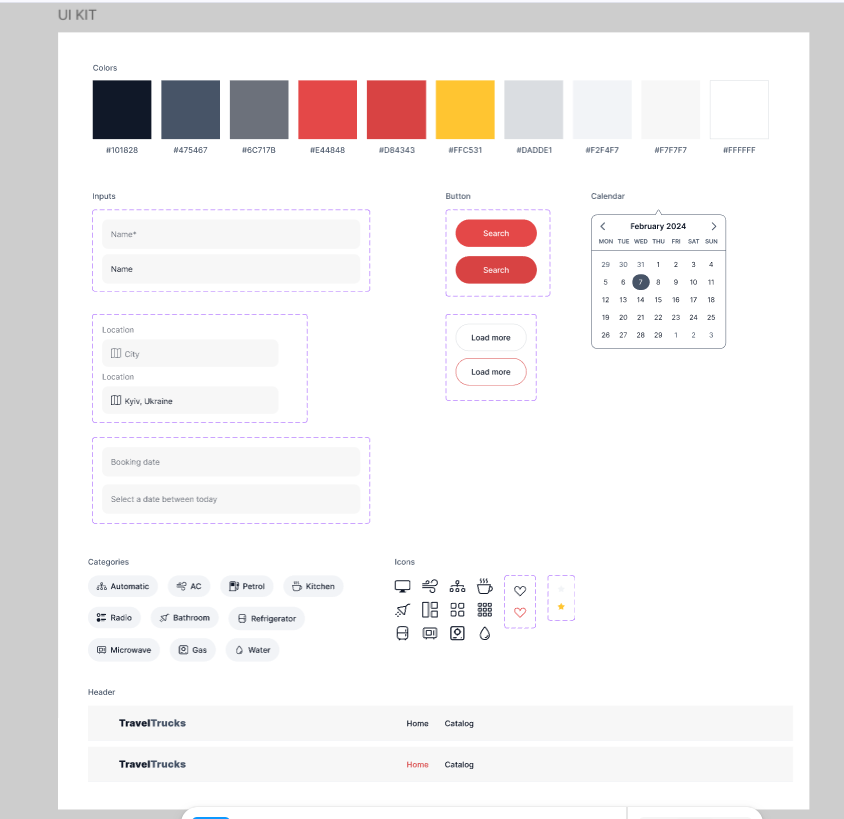 UI KIT
Colors
#101828 #475467 #6C717B #E44848 #D84343 #FFC531 #DADDE1 #F2F4F7 #F7F7F7 #FFFFFF
Inputs
Name*
Name
Location
City
Location
Kyiv, Ukraine
Booking date
Select a date between today
Button
Search
Search
Load more
Load more
Calendar
February 2024
MON TUE WED THU FRI SAT SUN
29 30 31 1 2 3 4
5 6 7 8 9 10 11
12 13 14 15 16 17 18
19 20 21 22 23 24 25
26 27 28 29 1 2 3
Categories
Automatic AC Petrol Kitchen
Radio Bathroom Refrigerator
Microwave Gas Water
Icons
Header
TravelTrucks Home Catalog
TravelTrucks Home Catalog